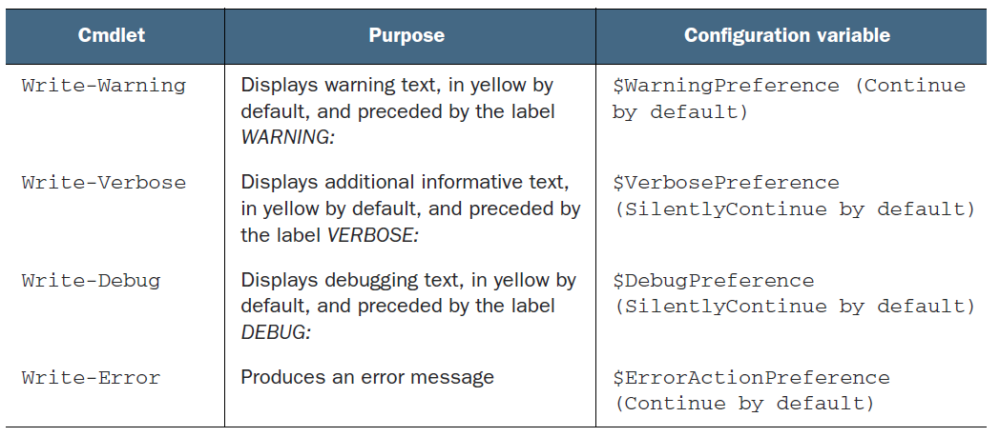 Cmdlet Purpose Configuration variable
Write-Warning Displays warning text, in yellow by $WarningPreference (Continue
default, and preceded by the label by default)
WARNING:
Write-Verbose Displays additional informative text, $VerbosePreference
in yellow by default, and preceded by (SilentlyContinue by default)
the label VERBOSE:
Write-Debug Displays debugging text, in yellow by $DebugPreference
default, and preceded by the label (SilentlyContinue by default)
DEBUG:
Write-Error Produces an error message $ErrorActionPreference
(Continue by default)